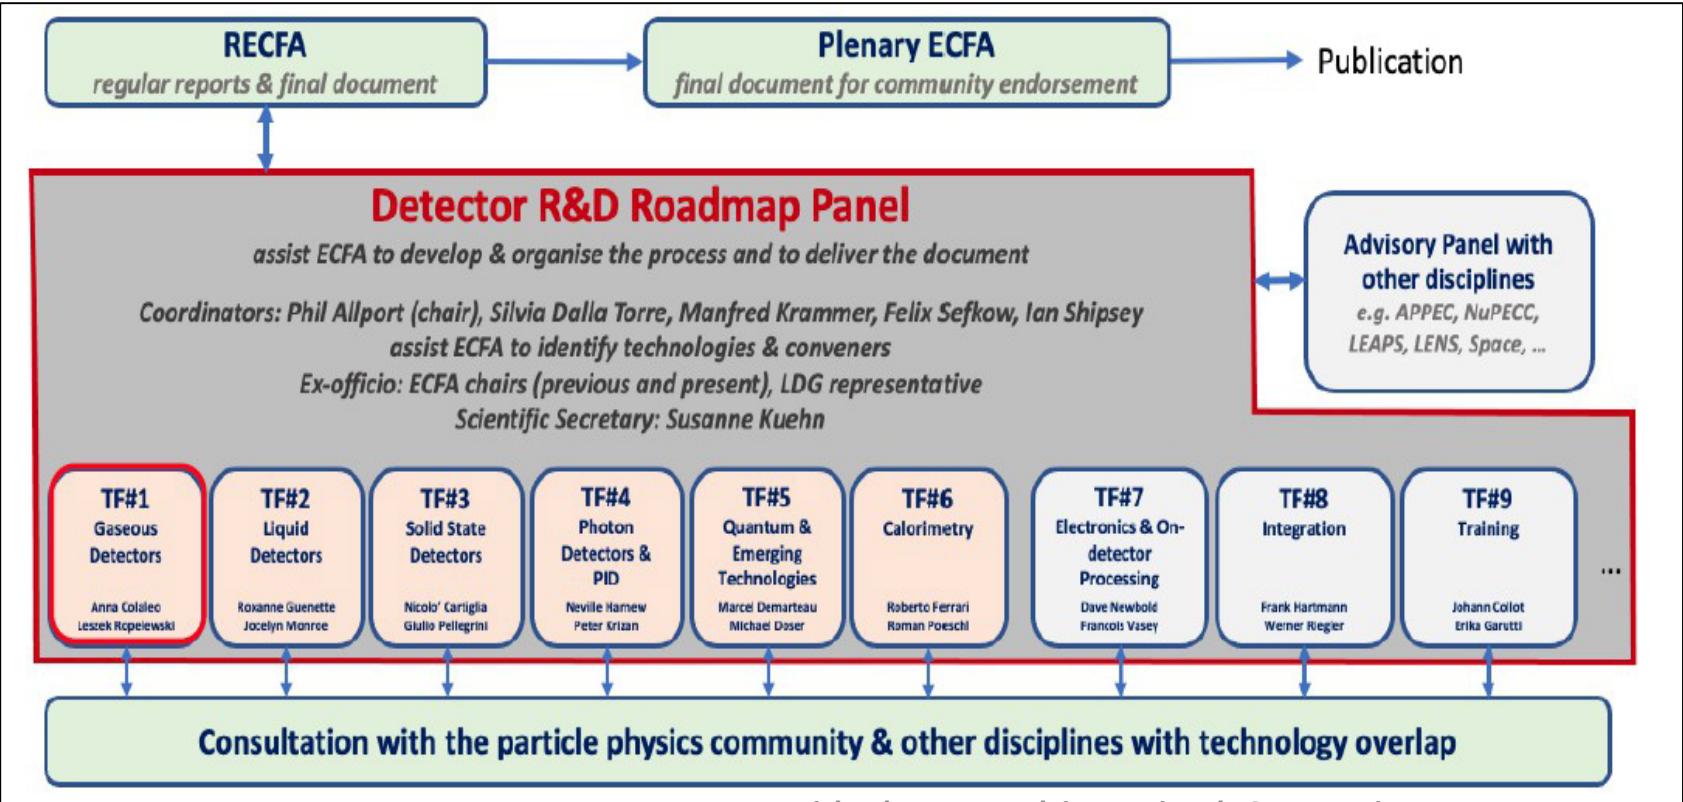 RECFA
regular reports & final document
Plenary ECFA
final document for community endorsement
Publication
Detector R&D Roadmap Panel
assist ECFA to develop & organise the process and to deliver the document
Coordinators: Phil Allport (chair), Silvia Dalla Torre, Manfred Krammer, Felix Sefkow, Ian Shipsey
assist ECFA to identify technologies & conveners
Ex-officio: ECFA chairs (previous and present), LDG representative
Scientific Secretary: Susanne Kuehn
Advisory Panel with
other disciplines
e.g. APPEC, NuPECC,
LEAPS, LENS, Space, ...
TF#1
Gaseous
Detectors
Anna Colaleo
Leszek Ropelewski
TF#2
Liquid
Detectors
Roxanne Guenette
Jocelyn Monroe
TF#3
Solid State
Detectors
Nicolo' Cartiglia
Giulio Pellegrini
TF#4
Photon
Detectors &
PID
Neville Harnew
Peter Krizan
TF#5
Quantum &
Emerging
Technologies
Marcel Demarteau
Michael Doser
TF#6
Calorimetry
Roberto Ferrari
Roman Poeschl
TF#7
Electronics & On-
detector
Processing
Dave Newbold
Francois Vasey
TF#8
Integration
Frank Hartmann
Werner Riegler
TF#9
Training
Johann Collot
Erika Garutti
...
Consultation with the particle physics community & other disciplines with technology overlap